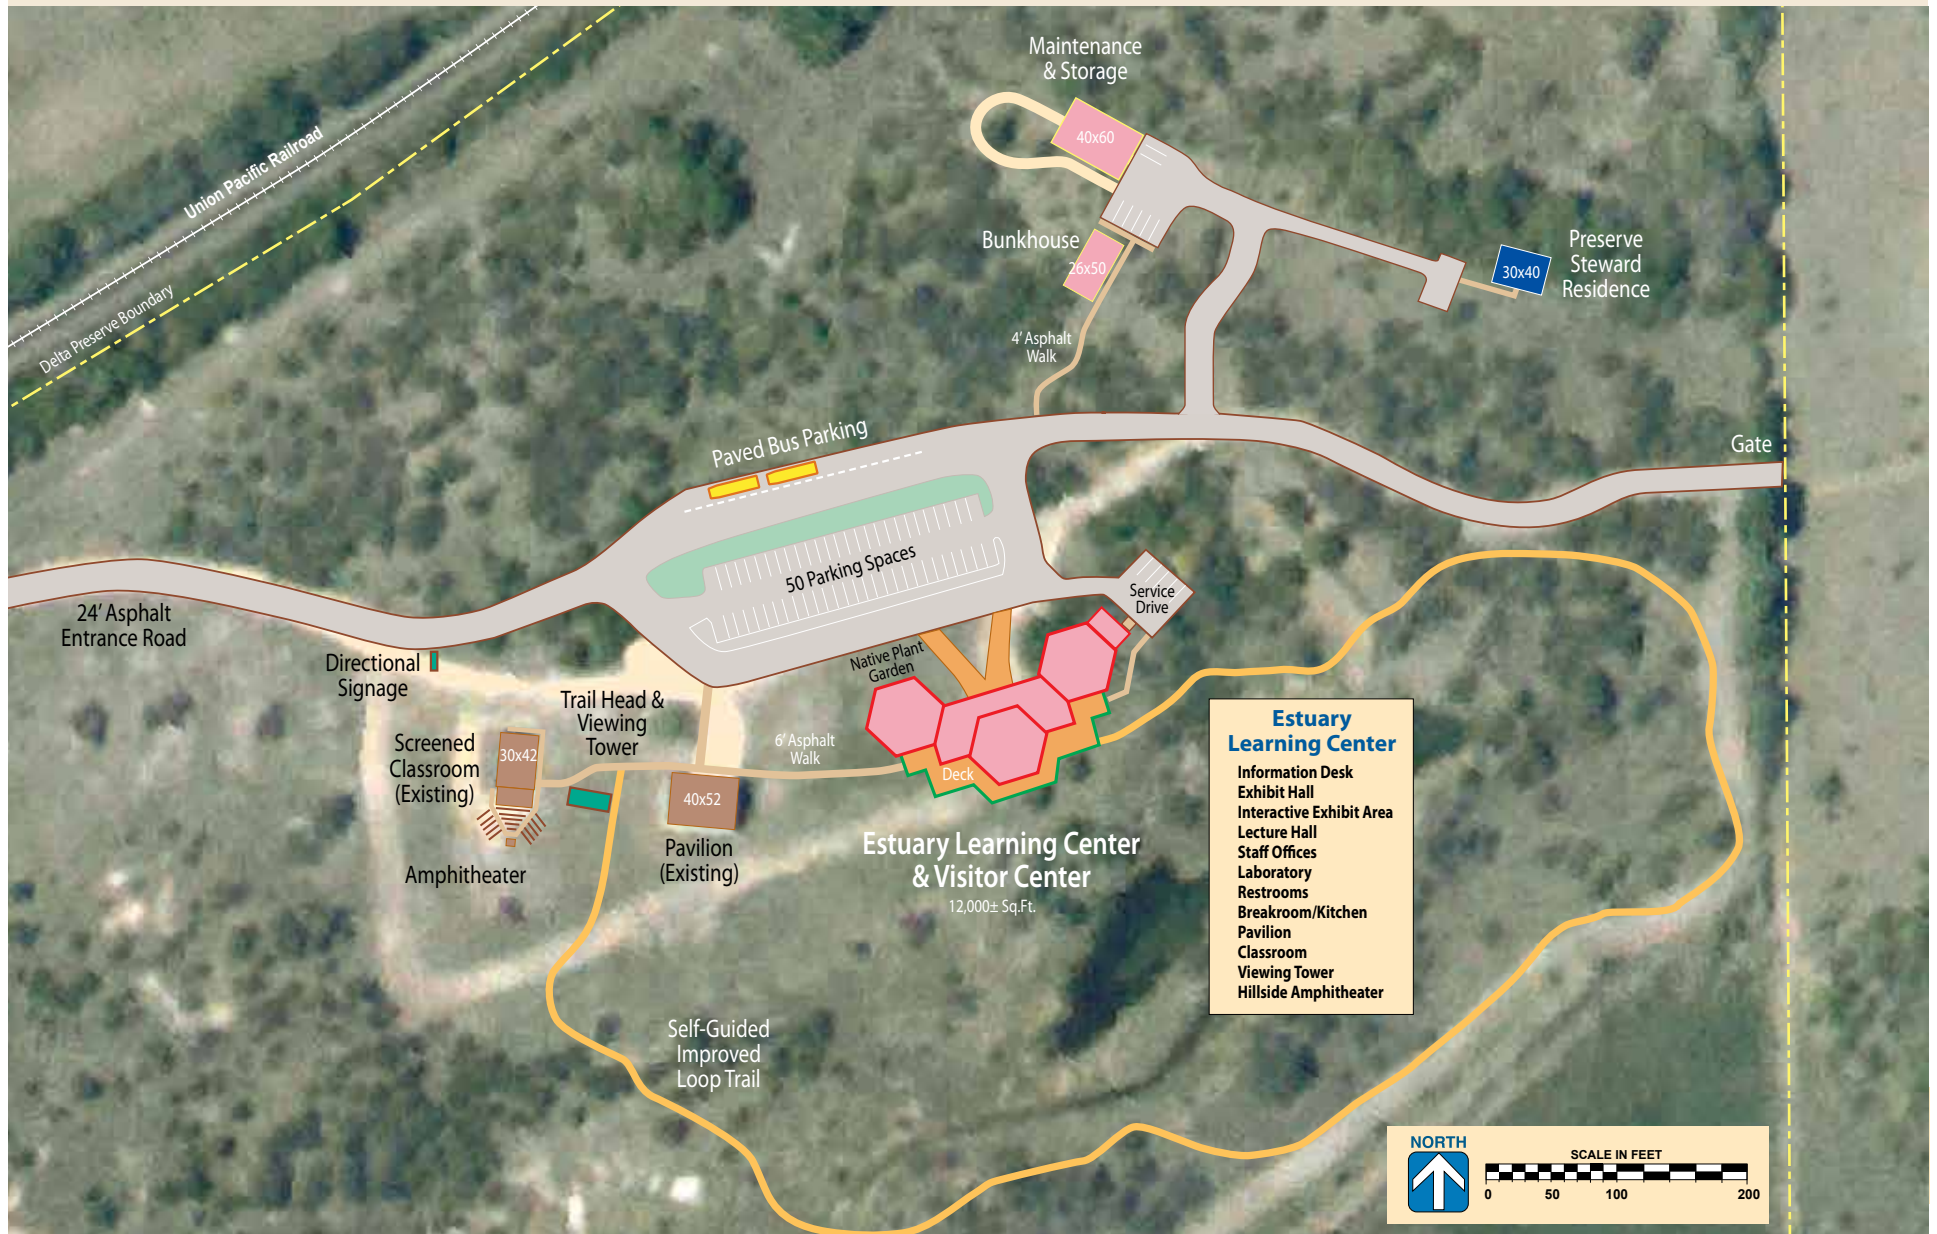 Maintenance
& Storage
40x60
Union Pacific Railroad
Delta Preserve Boundary
Bunkhouse
26x50
Preserve
Steward
Residence
30x40
4' Asphalt
Walk
Paved Bus Parking
Gate
50 Parking Spaces
Service
Drive
24' Asphalt
Entrance Road
Directional
Signage
Native Plant
Garden
Trail Head &
Viewing
Tower
Screened
Classroom
(Existing)
30x42
6' Asphalt
Walk
Deck
40x52
Amphitheater
Pavilion
(Existing)
Estuary Learning Center
& Visitor Center
12,000± Sq.Ft.
Estuary
Learning Center
Information Desk
Exhibit Hall
Interactive Exhibit Area
Lecture Hall
Staff Offices
Laboratory
Restrooms
Breakroom/Kitchen
Pavilion
Classroom
Viewing Tower
Hillside Amphitheater
Self-Guided
Improved
Loop Trail
NORTH
SCALE IN FEET
0 50 100 200